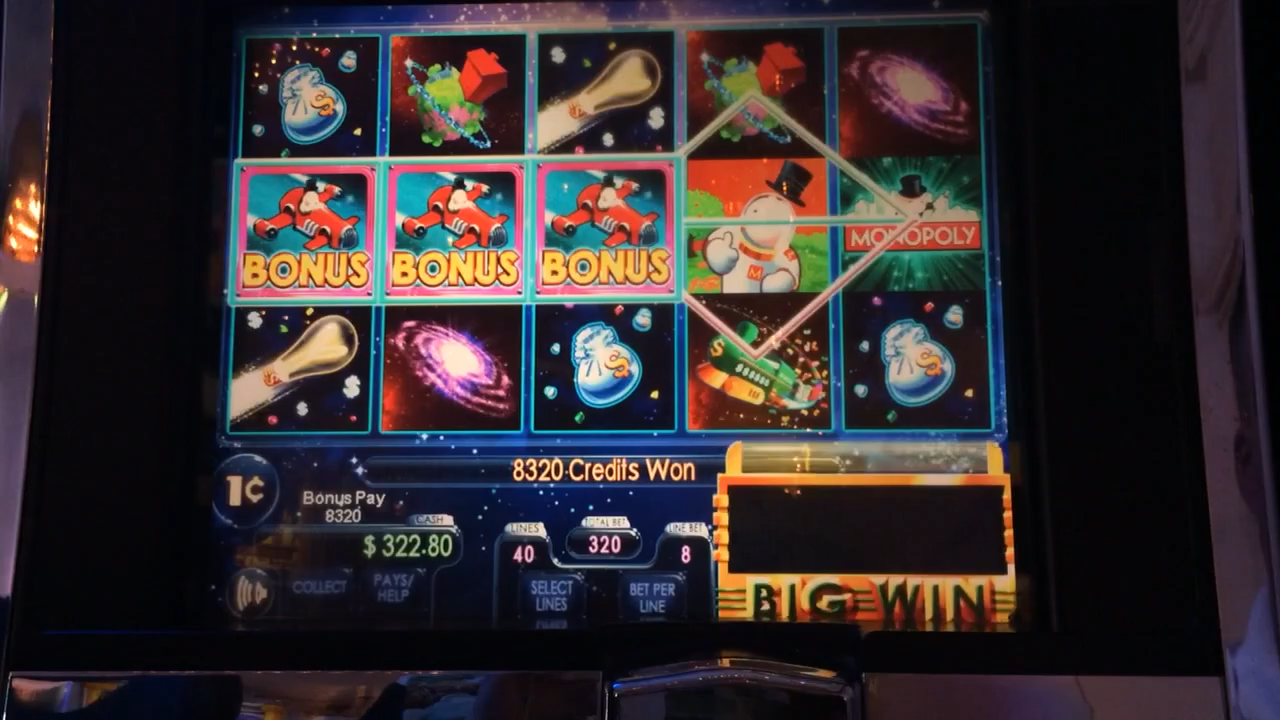 BONUS BONUS BONUS
M
MONOPOLY
8320 Credits Won
1¢
Bonus Pay
8320
CASH
$ 322.80
LINES
40
TOTAL BET
320
LINE BET
8
COLLECT
PAYS/
HELP
SELECT
LINES
BET PER
LINE
BIG WIN